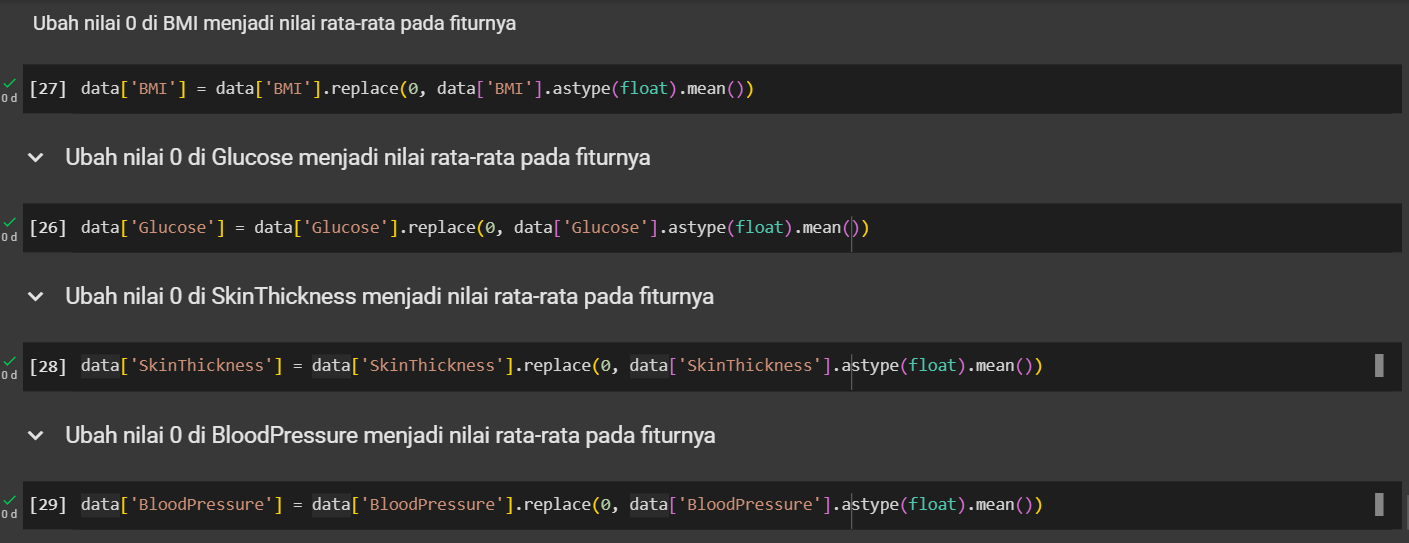 Ubah nilai 0 di BMI menjadi nilai rata-rata pada fiturnya
0 d [27] data['BMI'] = data['BMI'].replace(0, data['BMI'].astype(float).mean())
Ubah nilai 0 di Glucose menjadi nilai rata-rata pada fiturnya
0 d [26] data['Glucose'] = data['Glucose'].replace(0, data['Glucose'].astype(float).mean())
Ubah nilai 0 di SkinThickness menjadi nilai rata-rata pada fiturnya
0 d [28] data['SkinThickness'] = data['SkinThickness'].replace(0, data['SkinThickness'].astype(float).mean())
Ubah nilai 0 di BloodPressure menjadi nilai rata-rata pada fiturnya
0 d [29] data['BloodPressure'] = data['BloodPressure'].replace(0, data['BloodPressure'].astype(float).mean())